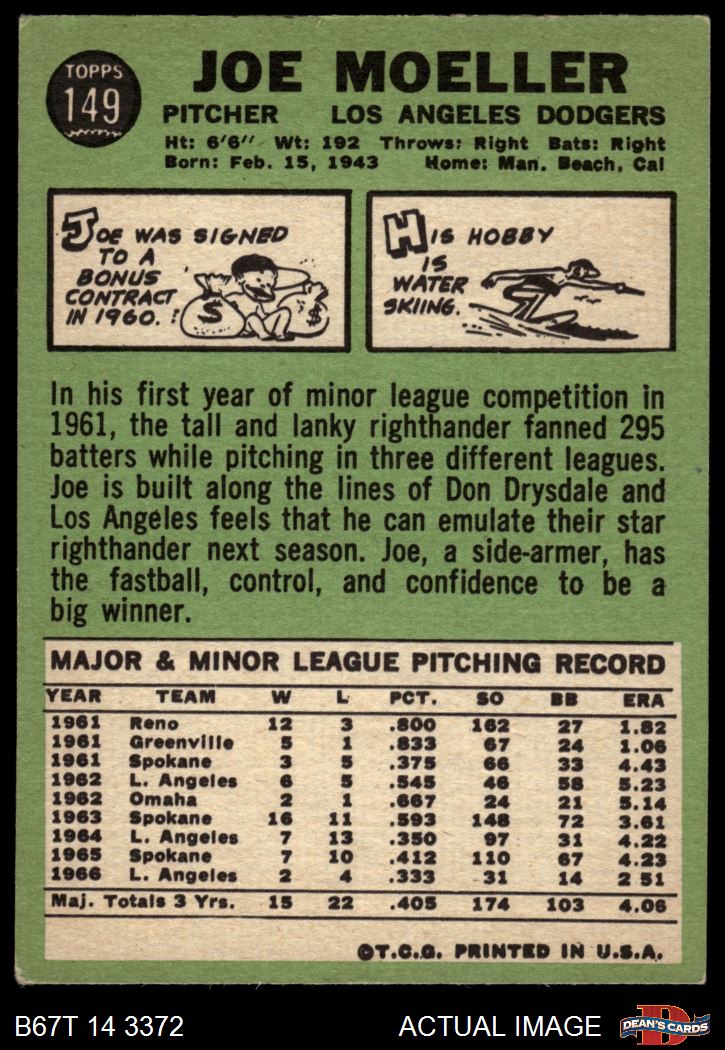 TOPPS
149
JOE MOELLER
PITCHER LOS ANGELES DODGERS
Ht: 6'6" Wt: 192 Throws: Right Bats: Right
Born: Feb. 15, 1943 Home: Man. Beach, Cal
JOE WAS SIGNED
TO A
BONUS
CONTRACT
IN 1960.
!
$
$
HIS HOBBY
IS
WATER
SKIING.
In his first year of minor league competition in
1961, the tall and lanky righthander fanned 295
batters while pitching in three different leagues.
Joe is built along the lines of Don Drysdale and
Los Angeles feels that he can emulate their star
righthander next season. Joe, a side-armer, has
the fastball, control, and confidence to be a
big winner.
MAJOR & MINOR LEAGUE PITCHING RECORD
YEAR TEAM W L PCT. SO BB ERA
1961 Reno 12 3 .800 162 27 1.82
1961 Greenville 5 1 .833 67 24 1.06
1961 Spokane 3 5 .375 66 33 4.43
1962 L. Angeles 6 5 .545 46 58 5.23
1962 Omaha 2 1 .667 24 21 5.14
1963 Spokane 16 11 .593 148 72 3.61
1964 L. Angeles 7 13 .350 97 31 4.22
1965 Spokane 7 10 .412 110 67 4.23
1966 L. Angeles 2 4 .333 31 14 2 51
Maj. Totals 3 Yrs. 15 22 .405 174 103 4.06
©T.C.G. PRINTED IN U.S.A.
B67T 14 3372 ACTUAL IMAGE
D
DEAN'S CARDS